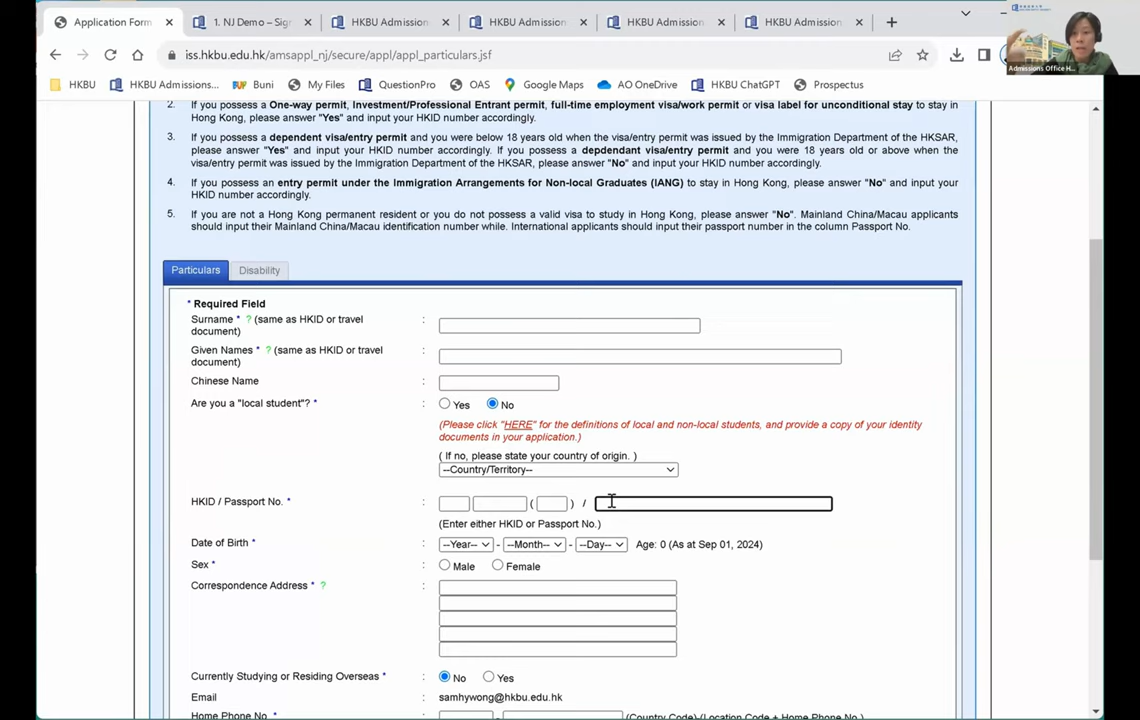 Application Form
1. NJ Demo – Sig
HKBU Admission
HKBU Admission
HKBU Admission
HKBU Admission
iss.hkbu.edu.hk/amsappl_nj/secure/appl/appl_particulars.jsf
Admissions Office H...
HKBU
HKBU Admissions...
Buni
My Files
QuestionPro
OAS
Google Maps
AO OneDrive
HKBU ChatGPT
Prospectus
2. If you possess a One-way permit, Investment/Professional Entrant permit, full-time employment visa/work permit or visa label for unconditional stay to stay in
Hong Kong, please answer "Yes" and input your HKID number accordingly.
3. If you possess a dependent visa/entry permit and you were below 18 years old when the visa/entry permit was issued by the Immigration Department of the HKSAR,
please answer "Yes" and input your HKID number accordingly. If you possess a depdendant visa/entry permit and you were 18 years old or above when the
visa/entry permit was issued by the Immigration Department of the HKSAR, please answer "No" and input your HKID number accordingly.
4. If you possess an entry permit under the Immigration Arrangements for Non-local Graduates (IANG) to stay in Hong Kong, please answer "No" and input your
HKID number accordingly.
5. If you are not a Hong Kong permanent resident or you do not possess a valid visa to study in Hong Kong, please answer "No". Mainland China/Macau applicants
should input their Mainland China/Macau identification number while. International applicants should input their passport number in the column Passport No.
Particulars
Disability
* Required Field
Surname * ? (same as HKID or travel
document) :
Given Names * ? (same as HKID or travel
document) :
Chinese Name :
Are you a "local student"? * : Yes No
(Please click "HERE" for the definitions of local and non-local students, and provide a copy of your identity
documents in your application.)
( If no, please state your country of origin. )
--Country/Territory--
HKID / Passport No. * : ( ) /
(Enter either HKID or Passport No.)
Date of Birth * : --Year-- - --Month-- - --Day-- Age: 0 (As at Sep 01, 2024)
Sex * : Male Female
Correspondence Address * ? :
Currently Studying or Residing Overseas * : No Yes
Email : samhywong@hkbu.edu.hk
Home Phone No. : - (Country Code)-(Location Code + Home Phone No.)